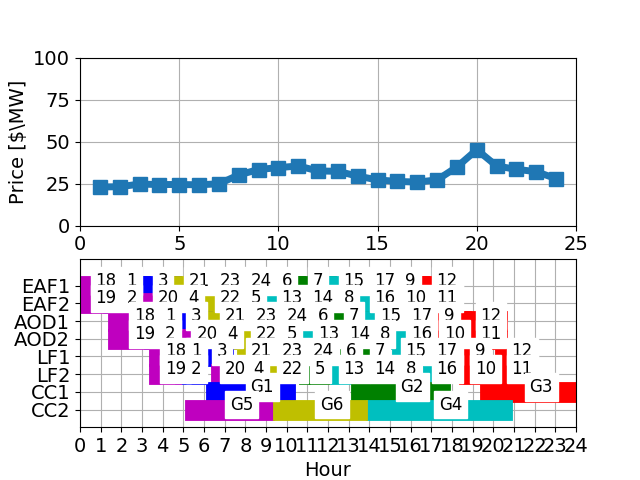 100
75
50
25
0
Price [$\MW]
0 5 10 15 20 25
EAF1 18 1 3 21 23 24 6 7 15 17 9 12
EAF2 19 2 20 4 22 5 13 14 8 16 10 11
AOD1 18 1 3 21 23 24 6 7 15 17 9 12
AOD2 19 2 20 4 22 5 13 14 8 16 10 11
LF1 18 1 3 21 23 24 6 7 15 17 9 12
LF2 19 2 20 4 22 5 13 14 8 16 10 11
CC1 G1 G2 G3
CC2 G5 G6 G4
0 1 2 3 4 5 6 7 8 9 10 11 12 13 14 15 16 17 18 19 20 21 22 23 24
Hour